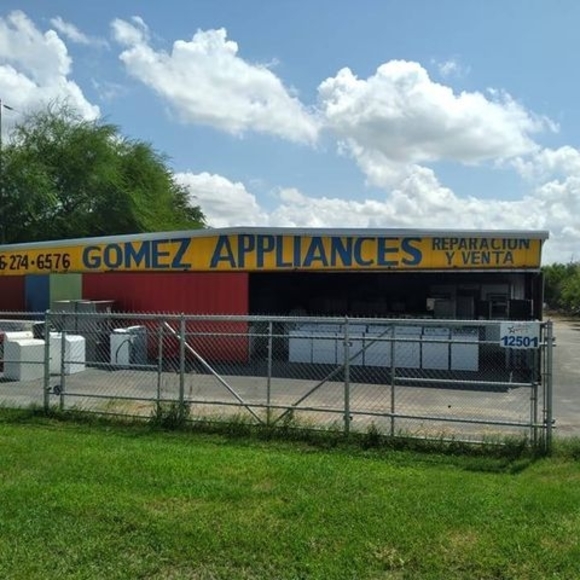 6-274-6576 GOMEZ APPLIANCES REPARACION
Y VENTA
12501